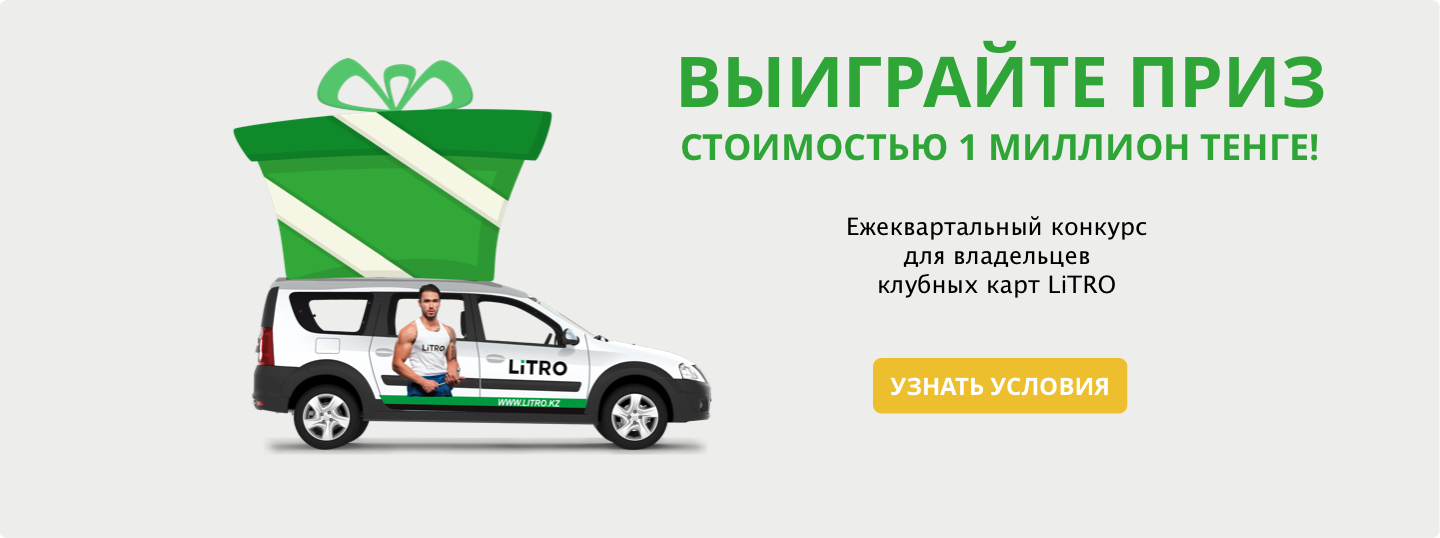 ВЫИГРАЙТЕ ПРИЗ
СТОИМОСТЬЮ 1 МИЛЛИОН ТЕНГЕ!
Ежеквартальный конкурс
для владельцев
клубных карт LiTRO
УЗНАТЬ УСЛОВИЯ
LiTRO
LiTRO
WWW.LITRO.KZ